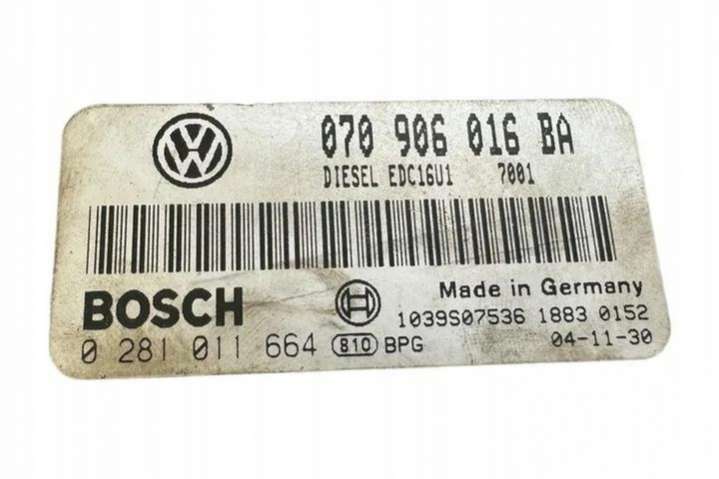 VW
070 906 016 BA
DIESEL EDC16U1 7001
BOSCH
Made in Germany
1039S07536 1883 0152
0 281 011 664 810 BPG
04-11-30